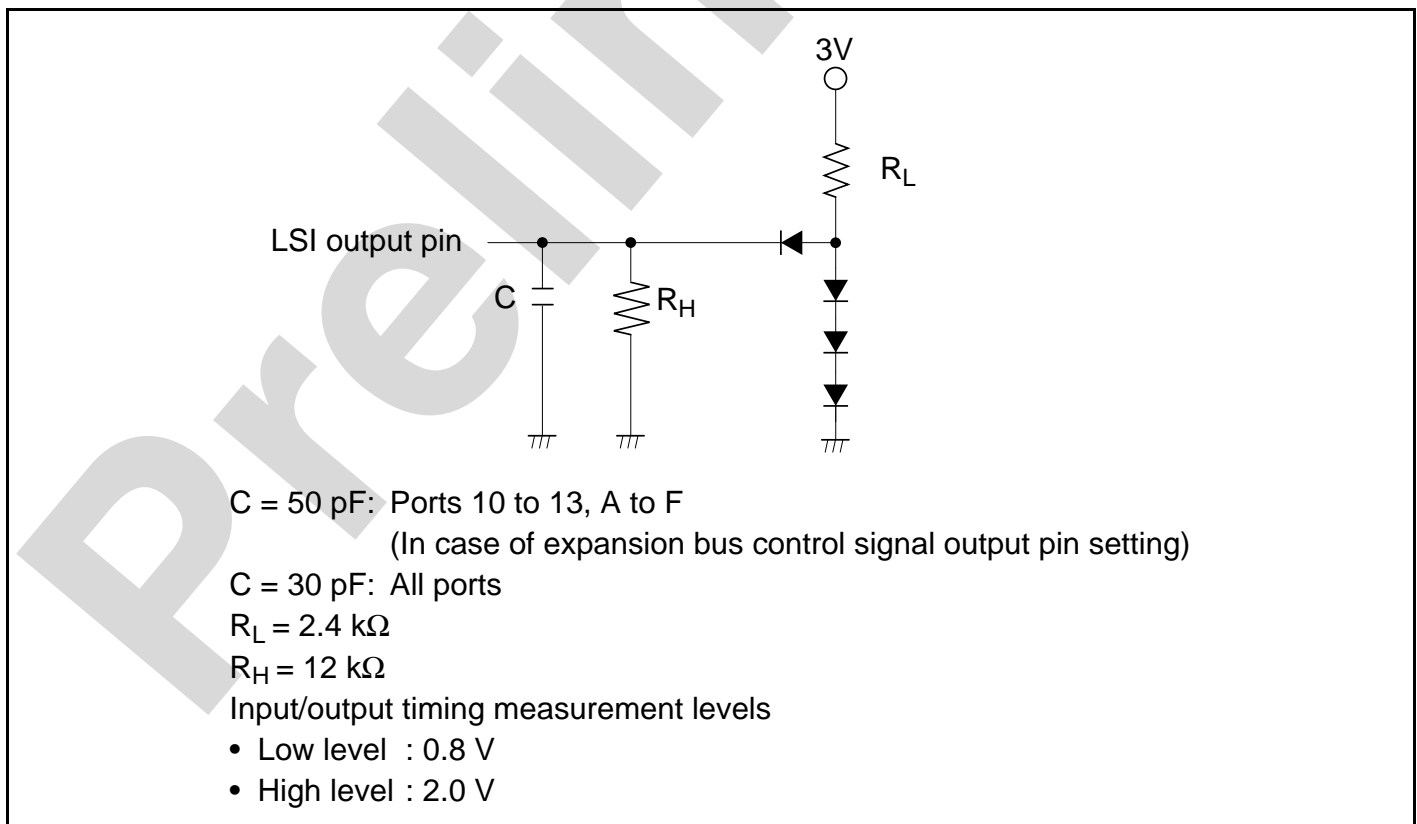 3V
R_L
LSI output pin
C
R_H
C = 50 pF: Ports 10 to 13, A to F
(In case of expansion bus control signal output pin setting)
C = 30 pF: All ports
R_L = 2.4 kΩ
R_H = 12 kΩ
Input/output timing measurement levels
• Low level : 0.8 V
• High level : 2.0 V
Prelin